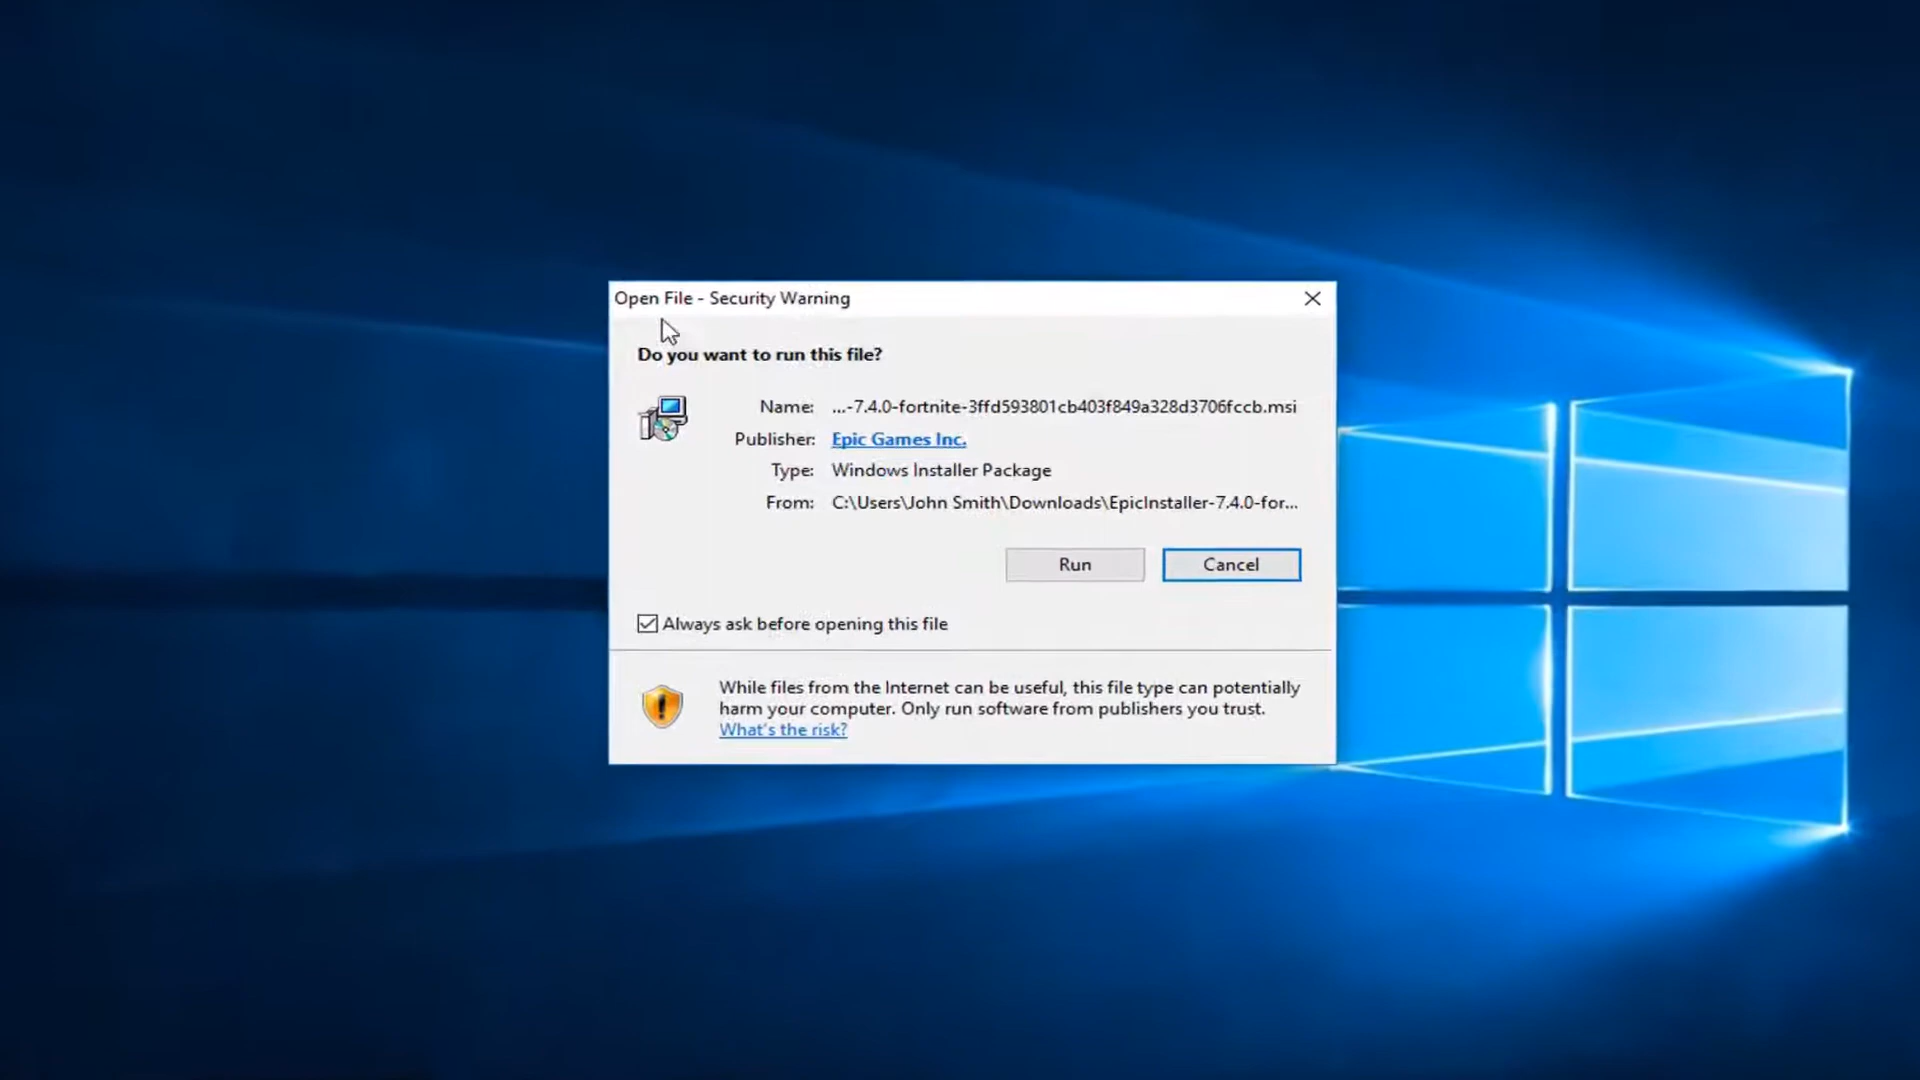 Open File - Security Warning
Do you want to run this file?
Name: ...-7.4.0-fortnite-3ffd593801cb403f849a328d3706fccb.msi
Publisher: Epic Games Inc.
Type: Windows Installer Package
From: C:\Users\John Smith\Downloads\EpicInstaller-7.4.0-for...
Run Cancel
Always ask before opening this file
While files from the Internet can be useful, this file type can potentially
harm your computer. Only run software from publishers you trust.
What's the risk?